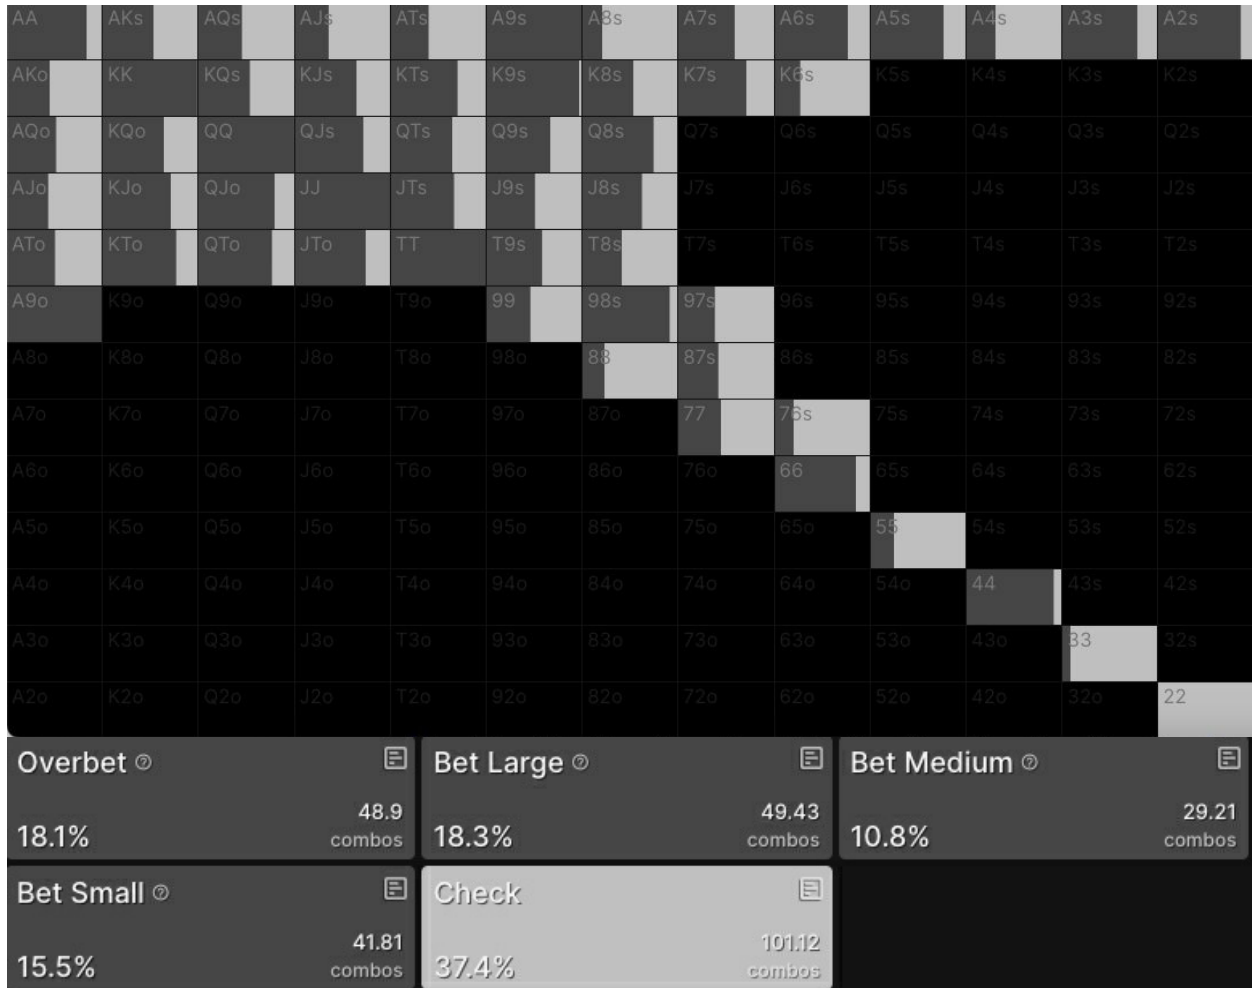 AA AKs AQs AJs ATs A9s A8s A7s A6s A5s A4s A3s A2s
AKo KK KQs KJs KTs K9s K8s K7s K6s K5s K4s K3s K2s
AQo KQo QQ QJs QTs Q9s Q8s Q7s Q6s Q5s Q4s Q3s Q2s
AJo KJo QJo JJ JTs J9s J8s J7s J6s J5s J4s J3s J2s
ATo KTo QTo JTo TT T9s T8s T7s T6s T5s T4s T3s T2s
A9o K9o Q9o J9o T9o 99 98s 97s 96s 95s 94s 93s 92s
A8o K8o Q8o J8o T8o 98o 88 87s 86s 85s 84s 83s 82s
A7o K7o Q7o J7o T7o 97o 87o 77 76s 75s 74s 73s 72s
A6o K6o Q6o J6o T6o 96o 86o 76o 66 65s 64s 63s 62s
A5o K5o Q5o J5o T5o 95o 85o 75o 65o 55 54s 53s 52s
A4o K4o Q4o J4o T4o 94o 84o 74o 64o 54o 44 43s 42s
A3o K3o Q3o J3o T3o 93o 83o 73o 63o 53o 43o 33 32s
A2o K2o Q2o J2o T2o 92o 82o 72o 62o 52o 42o 32o 22
Overbet
48.9
18.1%
combos
Bet Large
49.43
18.3%
combos
Bet Medium
29.21
10.8%
combos
Bet Small
41.81
15.5%
combos
Check
101.12
37.4%
combos